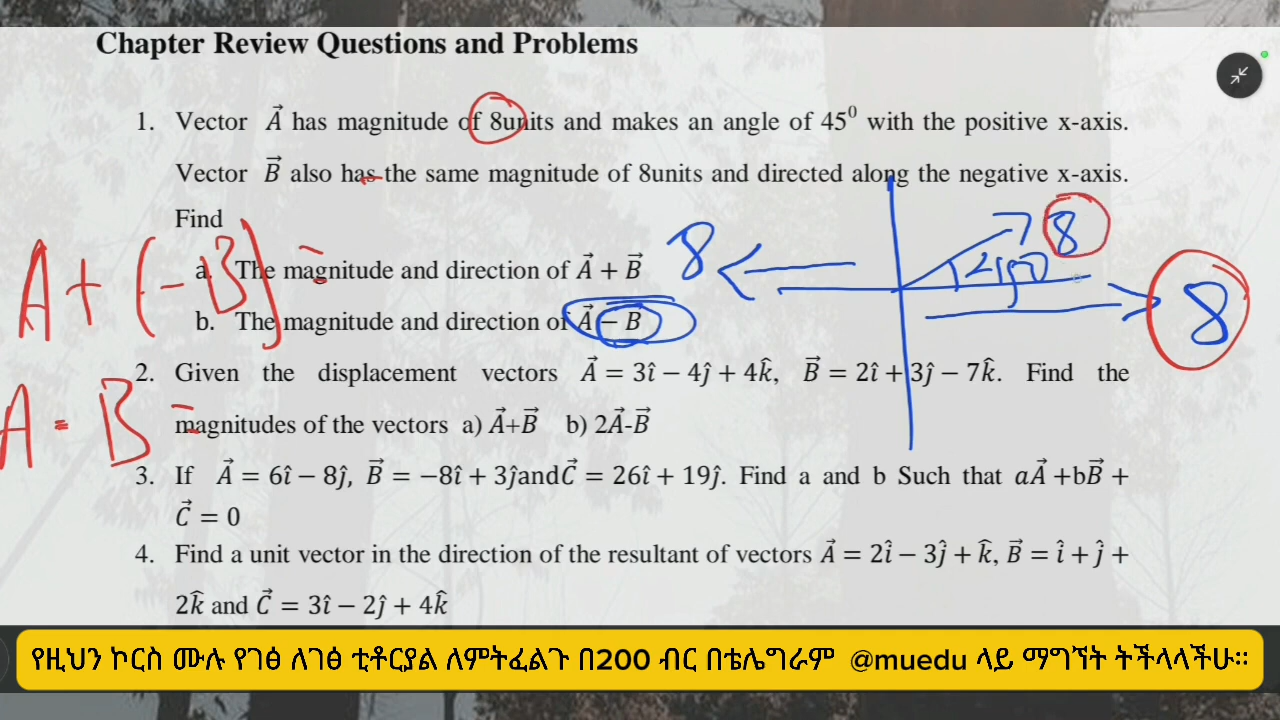 Chapter Review Questions and Problems
1. Vector A⃗ has magnitude of 8units and makes an angle of 45⁰ with the positive x-axis.
Vector B⃗ also has the same magnitude of 8units and directed along the negative x-axis.
Find
a. The magnitude and direction of A⃗ + B⃗
b. The magnitude and direction of A⃗ − B⃗
2. Given the displacement vectors A⃗ = 3î − 4ĵ + 4k̂, B⃗ = 2î + 3ĵ − 7k̂. Find the
magnitudes of the vectors a) A⃗+B⃗ b) 2A⃗-B⃗
3. If A⃗ = 6î − 8ĵ, B⃗ = −8î + 3ĵandC⃗ = 26î + 19ĵ. Find a and b Such that aA⃗ +bB⃗ +
C⃗ = 0
4. Find a unit vector in the direction of the resultant of vectors A⃗ = 2î − 3ĵ + k̂, B⃗ = î + ĵ +
2k̂ and C⃗ = 3î − 2ĵ + 4k̂
A + (-B) =
A - B =
8
8
45⁰
8
የዚህን ኮርስ ሙሉ የገፅ ለገፅ ቲቶርያል ለምትፈልጉ በ200 ብር በቴሌግራም @muedu ላይ ማግኘት ትችላላችሁ።